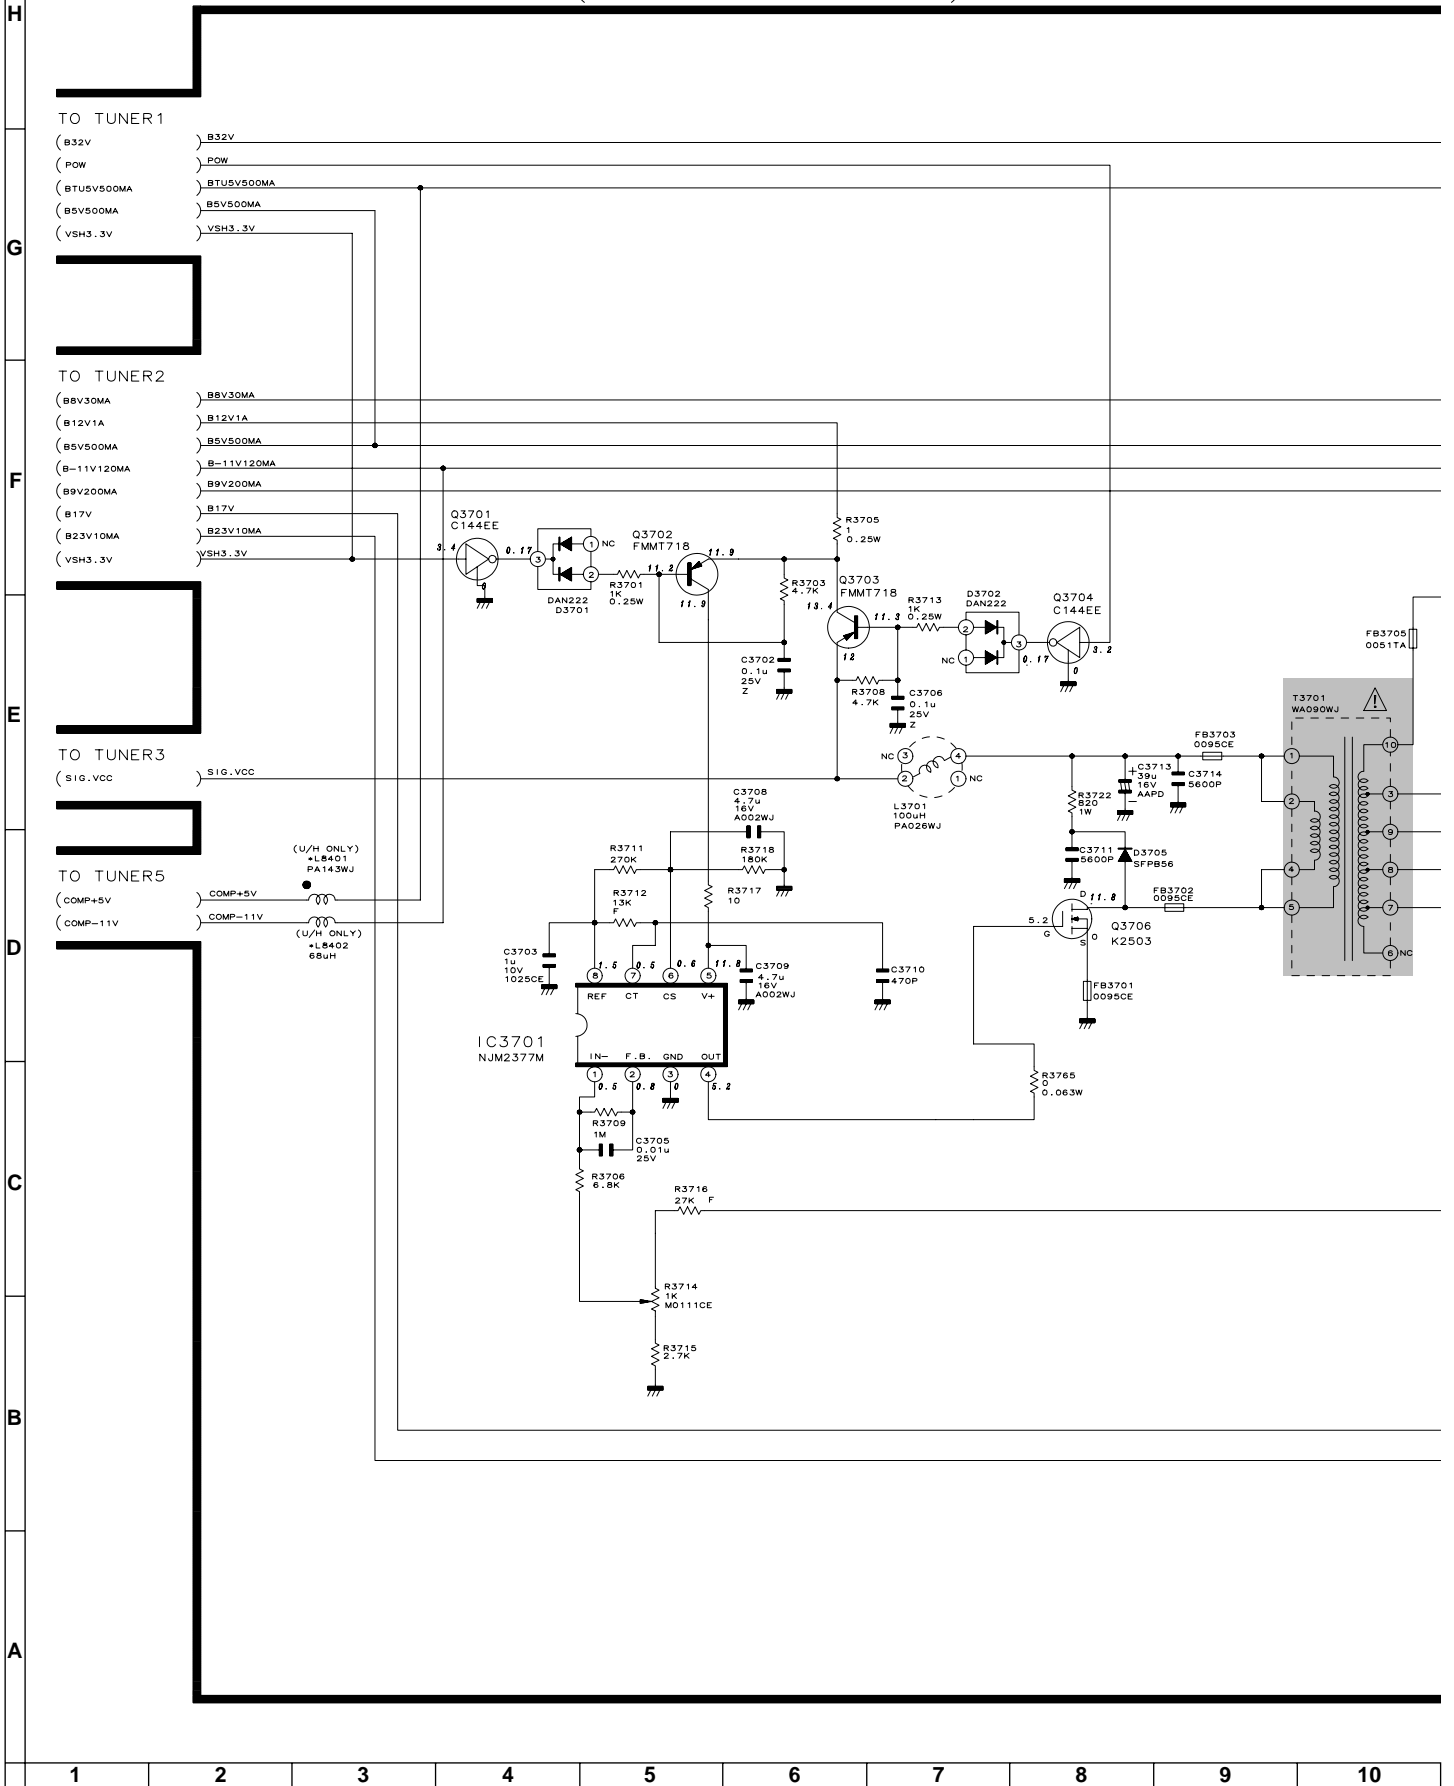 H
TO TUNER1
( B32V ) B32V
( POW ) POW
( BTU5V500MA ) BTU5V500MA
( B5V500MA ) B5V500MA
( VSH3.3V ) VSH3.3V
G
TO TUNER2
( B8V30MA ) B8V30MA
( B12V1A ) B12V1A
( B5V500MA ) B5V500MA
( B-11V120MA ) B-11V120MA
( B9V200MA ) B9V200MA
( B17V ) B17V
( B23V10MA ) B23V10MA
( VSH3.3V ) VSH3.3V
F
Q3701
C144EE
3.4
0.17
0
3
1 NC
2
DAN222
D3701
R3701
1K
0.25W
Q3702
FMMT718
11.2
11.9
11.9
R3703
4.7K
R3705
1
0.25W
Q3703
FMMT718
13.4
11.3
12
R3713
1K
0.25W
D3702
DAN222
2
NC 1
3
0.17
Q3704
C144EE
3.2
0
C3702
0.1u
25V
Z
R3708
4.7K
C3706
0.1u
25V
Z
FB3705
0051TA
E
T3701
WA090WJ
1
2
4
5
10
3
9
8
7
6 NC
TO TUNER3
( SIG.VCC ) SIG.VCC
NC 3
4
2
1 NC
L3701
100uH
PA026WJ
FB3703
0095CE
R3722
820
1W
+
C3713
39u
16V
AAPD
-
C3714
5600P
C3708
4.7u
16V
A002WJ
C3711
5600P
D3705
SFPB56
TO TUNER5
( COMP+5V ) COMP+5V
( COMP-11V ) COMP-11V
(U/H ONLY)
*L8401
PA143WJ
(U/H ONLY)
*L8402
68uH
R3711
270K
R3718
180K
R3712
13K
F
R3717
10
FB3702
0095CE
D
D
11.8
5.2
G
S
0
Q3706
K2503
C3703
1u
10V
1025CE
8 1.5
7 0.5
6 0.6
5 11.8
C3709
4.7u
16V
A002WJ
C3710
470P
FB3701
0095CE
REF CT CS V+
IC3701
NJM2377M
IN- F.B. GND OUT
1 0.5
2 0.8
3 0
4 5.2
R3765
0
0.063W
R3709
1M
C3705
0.01u
25V
C
R3706
6.8K
R3716
27K F
R3714
1K
M0111CE
R3715
2.7K
B
A
1 2 3 4 5 6 7 8 9 10